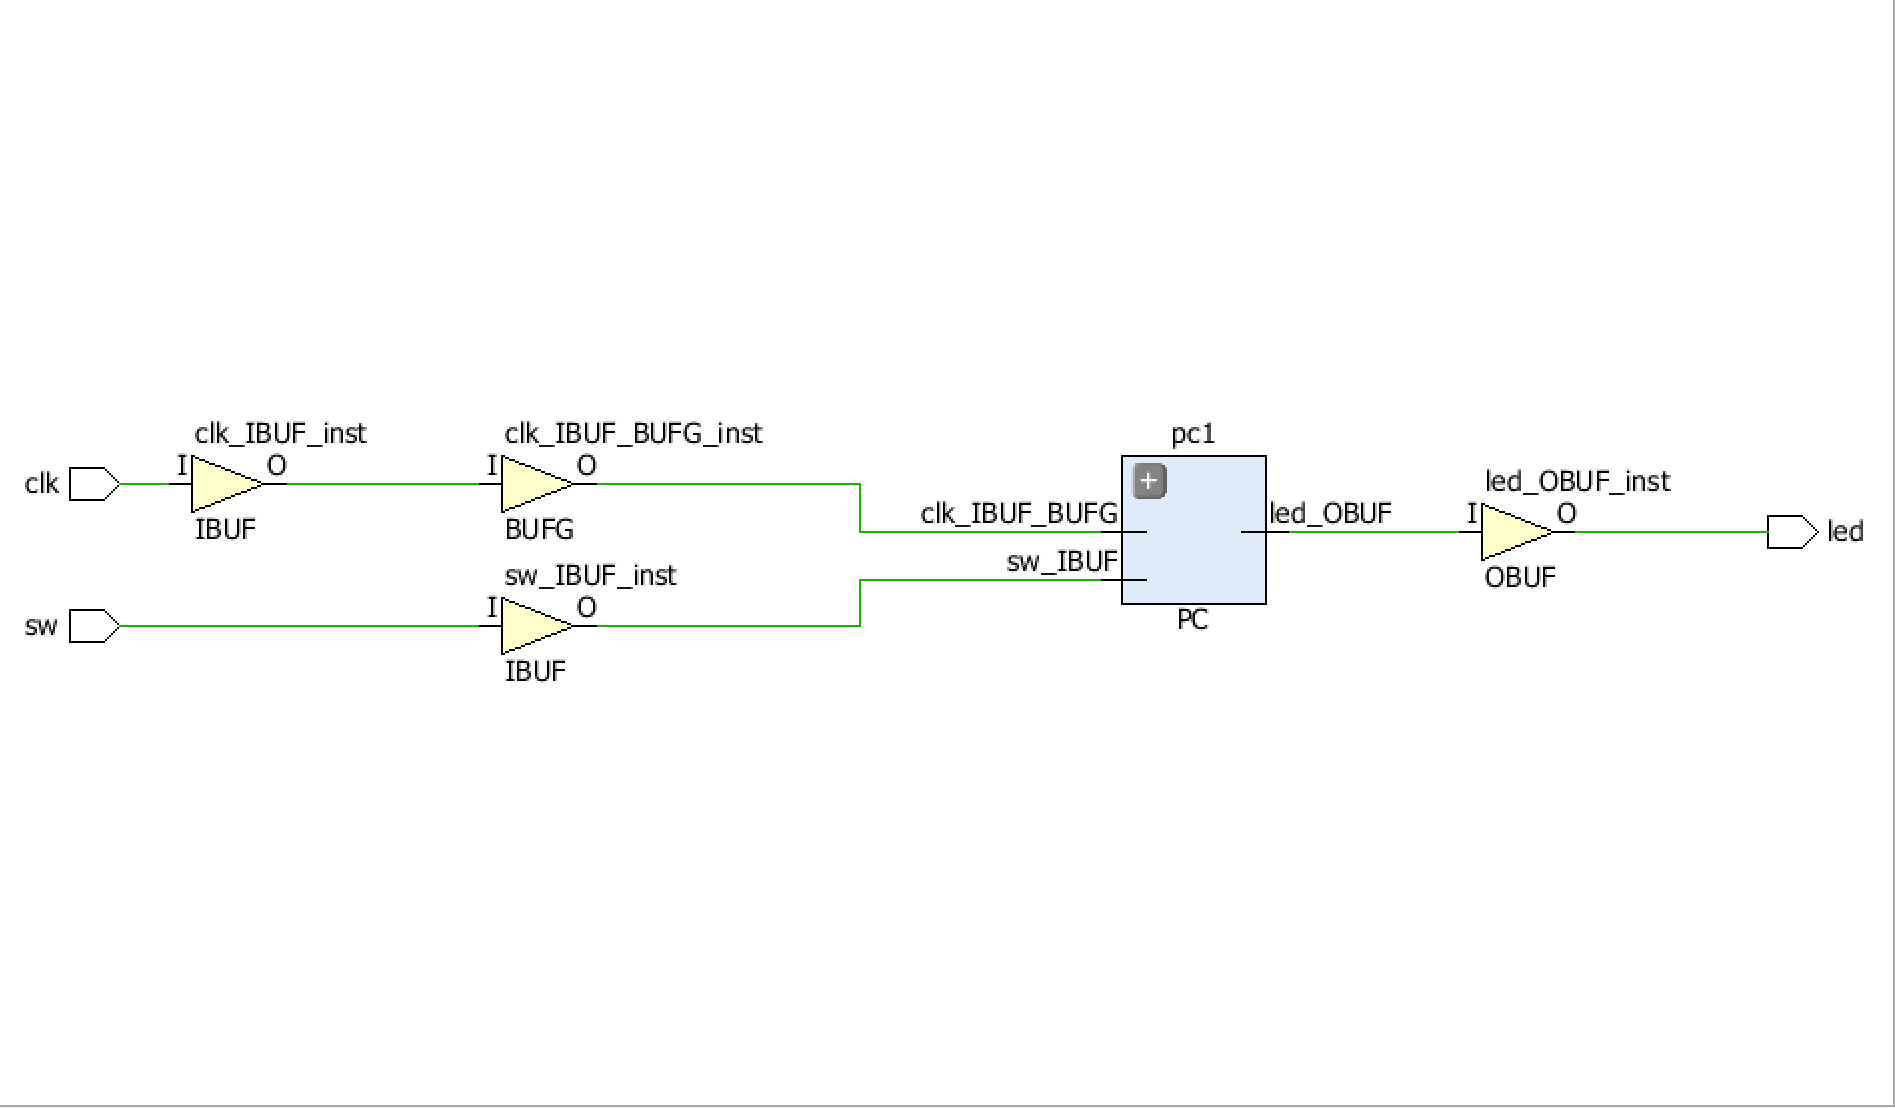 clk
clk_IBUF_inst
I
O
IBUF
clk_IBUF_BUFG_inst
I
O
BUFG
sw
sw_IBUF_inst
I
O
IBUF
pc1
+
clk_IBUF_BUFG
sw_IBUF
led_OBUF
PC
led_OBUF_inst
I
O
OBUF
led